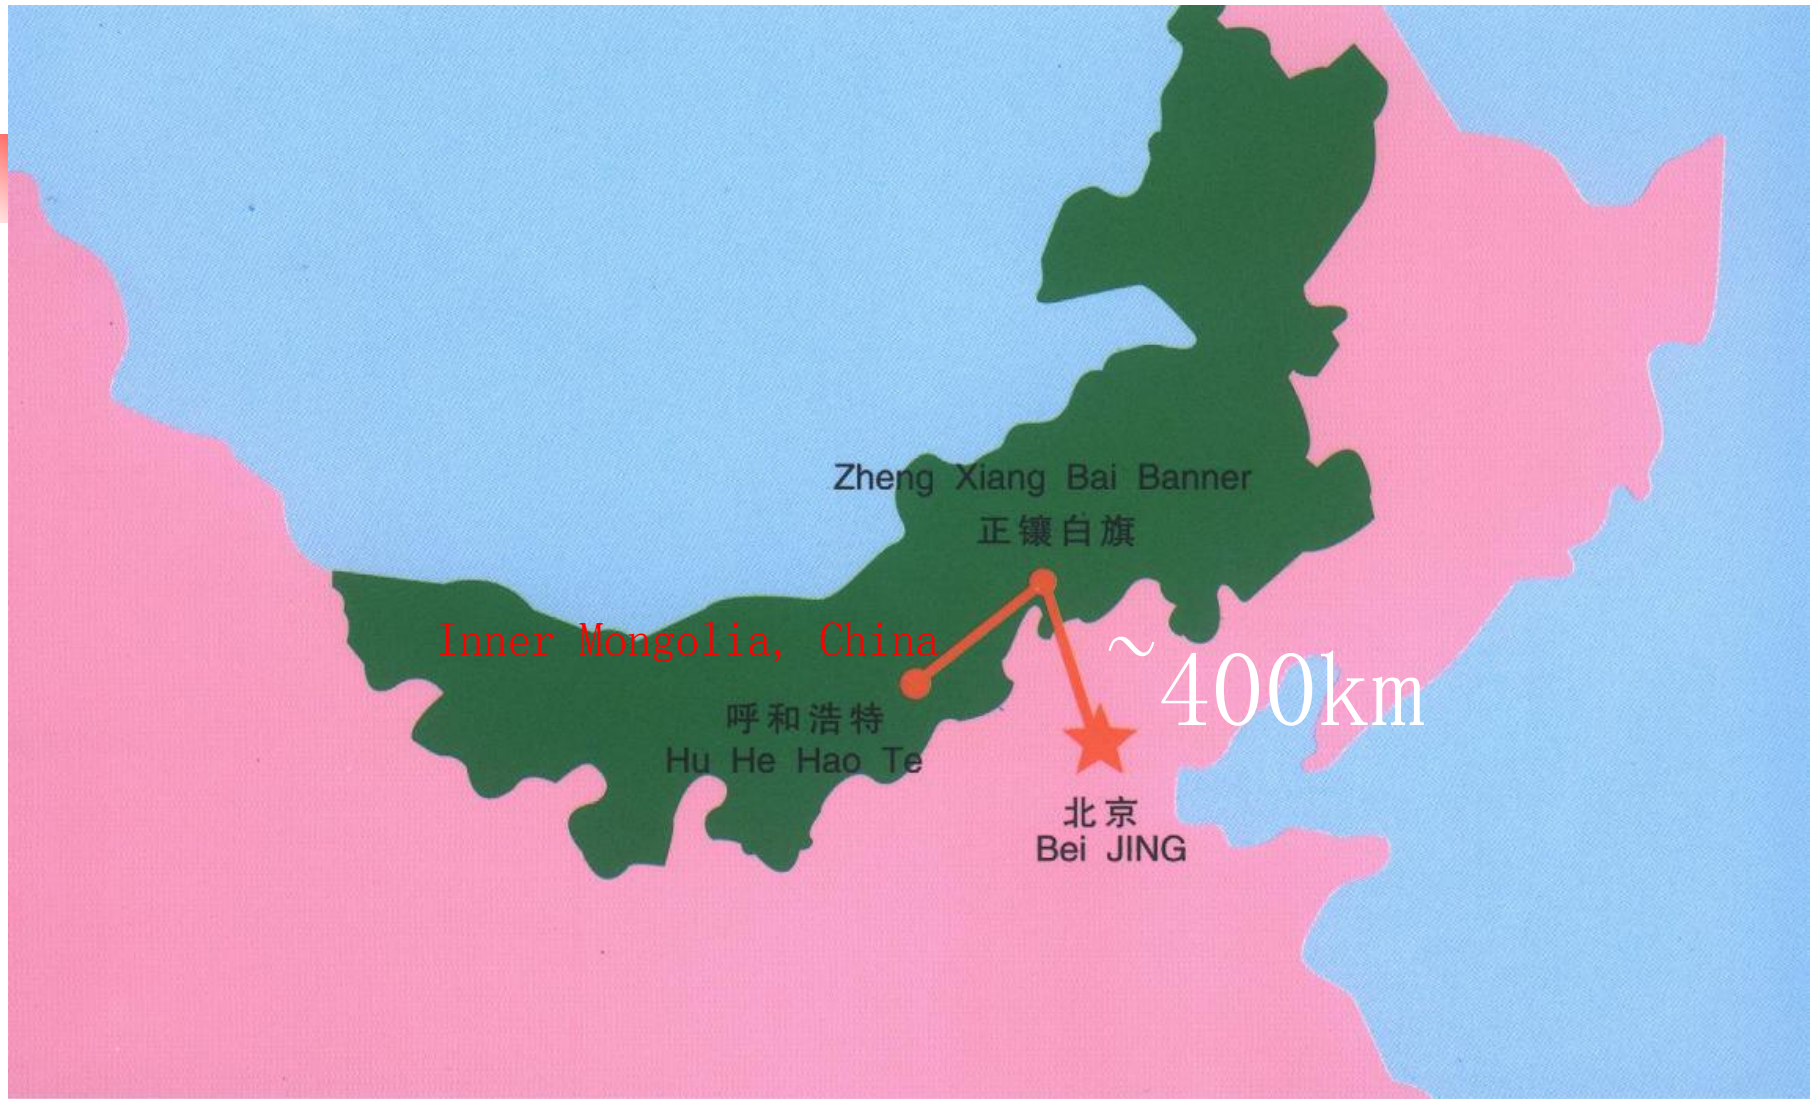 Zheng Xiang Bai Banner
正镶白旗
Inner Mongolia, China
~400km
呼和浩特
Hu He Hao Te
北京
Bei JING